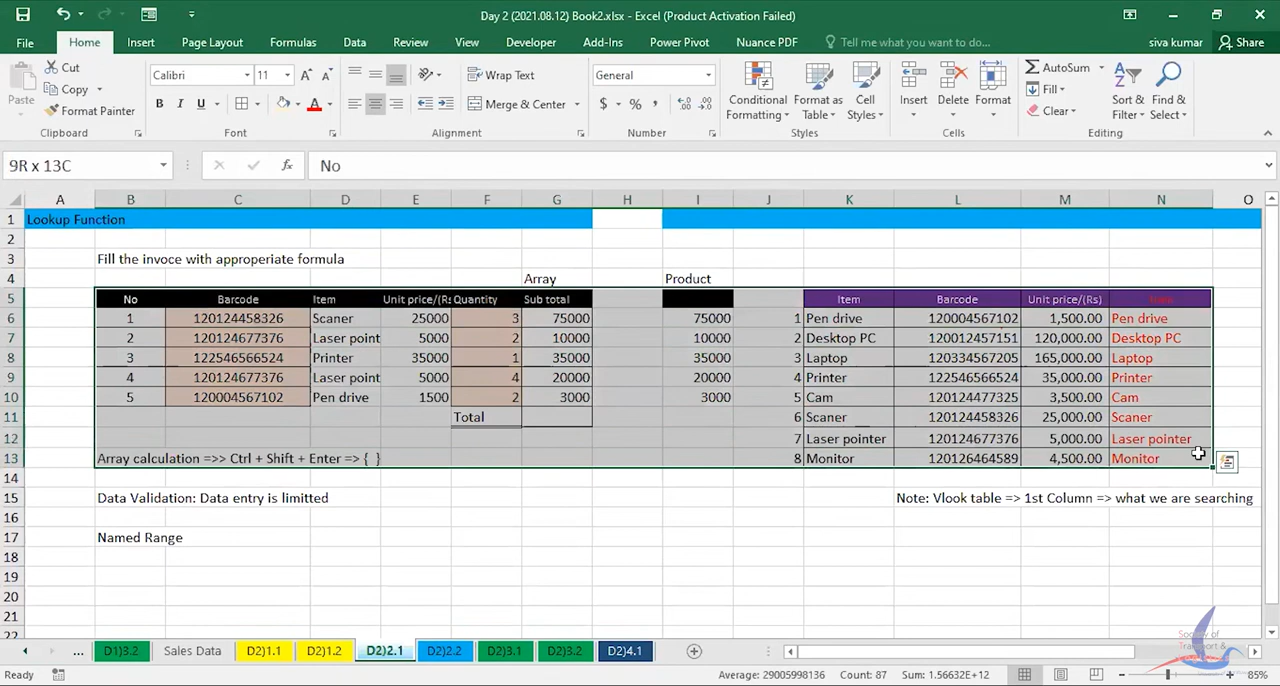 Day 2 (2021.08.12) Book2.xlsx - Excel (Product Activation Failed)
File Home Insert Page Layout Formulas Data Review View Developer Add-Ins Power Pivot Nuance PDF Tell me what you want to do... siva kumar Share
Paste Cut Copy Format Painter Clipboard
Calibri 11 A A B I U A Font
Wrap Text Merge & Center Alignment
General $ % , Number
Conditional Formatting Format as Table Cell Styles Styles
Insert Delete Format Cells
AutoSum Fill Clear Sort & Filter Find & Select Editing
9R x 13C fx No
A B C D E F G H I J K L M N O
1 Lookup Function
2
3 Fill the invoce with approperiate formula
4 Array Product
5 No Barcode Item Unit price/(Rs Quantity Sub total Item Barcode Unit price/(Rs) Item
6 1 120124458326 Scaner 25000 3 75000 75000 1 Pen drive 120004567102 1,500.00 Pen drive
7 2 120124677376 Laser point 5000 2 10000 10000 2 Desktop PC 120012457151 120,000.00 Desktop PC
8 3 122546566524 Printer 35000 1 35000 35000 3 Laptop 120334567205 165,000.00 Laptop
9 4 120124677376 Laser point 5000 4 20000 20000 4 Printer 122546566524 35,000.00 Printer
10 5 120004567102 Pen drive 1500 2 3000 3000 5 Cam 120124477325 3,500.00 Cam
11 Total 6 Scaner 120124458326 25,000.00 Scaner
12 7 Laser pointer 120124677376 5,000.00 Laser pointer
13 Array calculation =>> Ctrl + Shift + Enter => { } 8 Monitor 120126464589 4,500.00 Monitor
14
15 Data Validation: Data entry is limitted Note: Vlook table => 1st Column => what we are searching
16
17 Named Range
18
19
20
21
22
... D1)3.2 Sales Data D2)1.1 D2)1.2 D2)2.1 D2)2.2 D2)3.1 D2)3.2 D2)4.1
Society of
Transport &
Ready Average: 29005998136 Count: 87 Sum: 1.56632E+12 85%